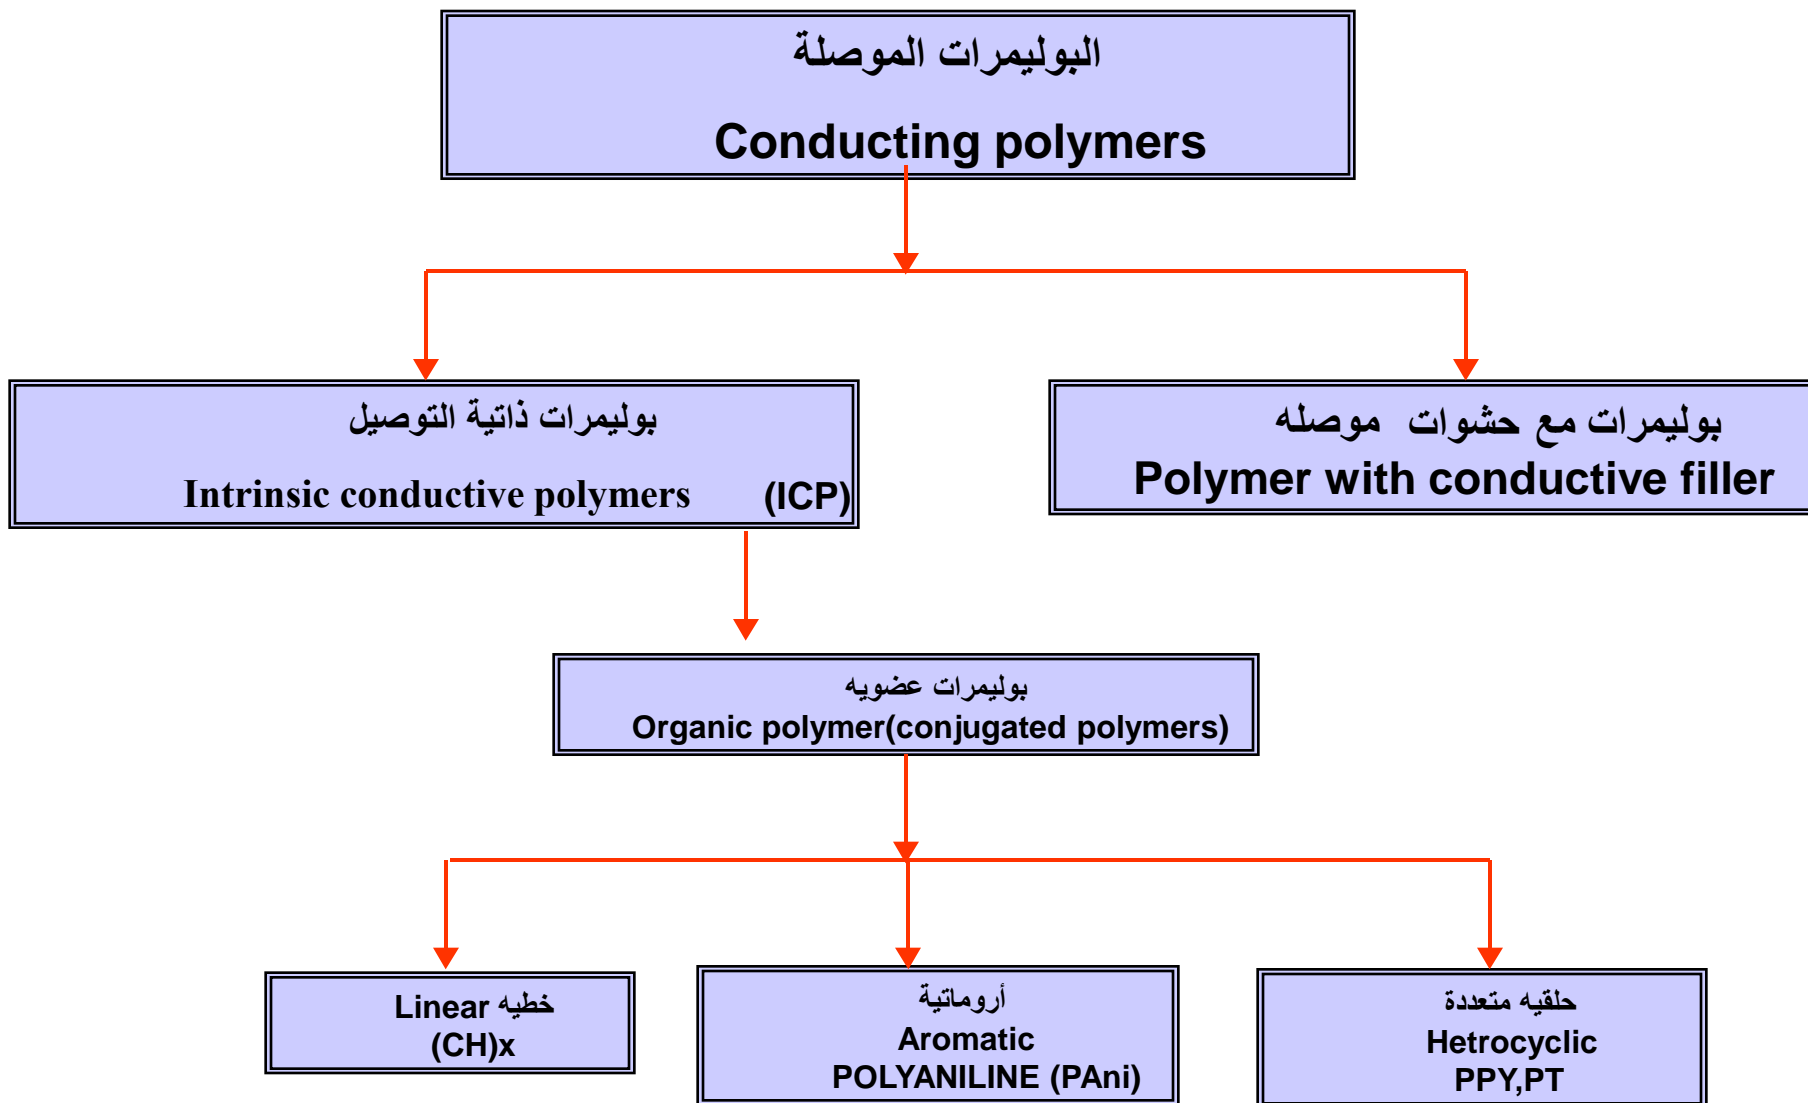 البوليمرات الموصلة
Conducting polymers
بوليمرات ذاتية التوصيل
Intrinsic conductive polymers (ICP)
بوليمرات مع حشوات موصله
Polymer with conductive filler
بوليمرات عضويه
Organic polymer(conjugated polymers)
خطيه Linear
(CH)x
أروماتية
Aromatic
POLYANILINE (PAni)
حلقيه متعددة
Hetrocyclic
PPY,PT